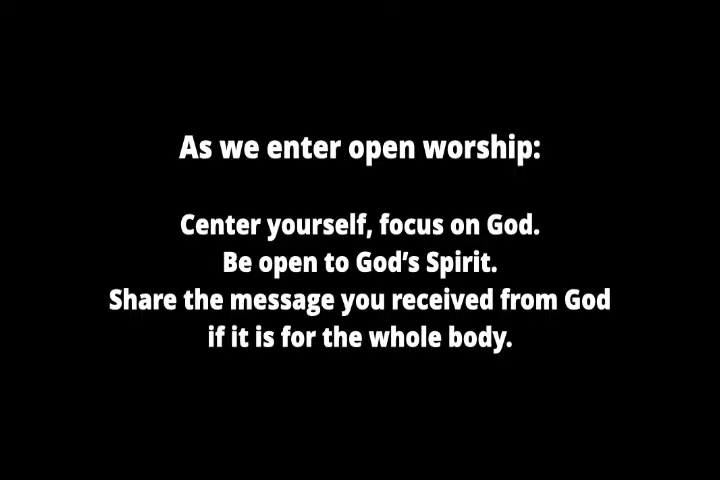 As we enter open worship:
Center yourself, focus on God.
Be open to God’s Spirit.
Share the message you received from God
if it is for the whole body.